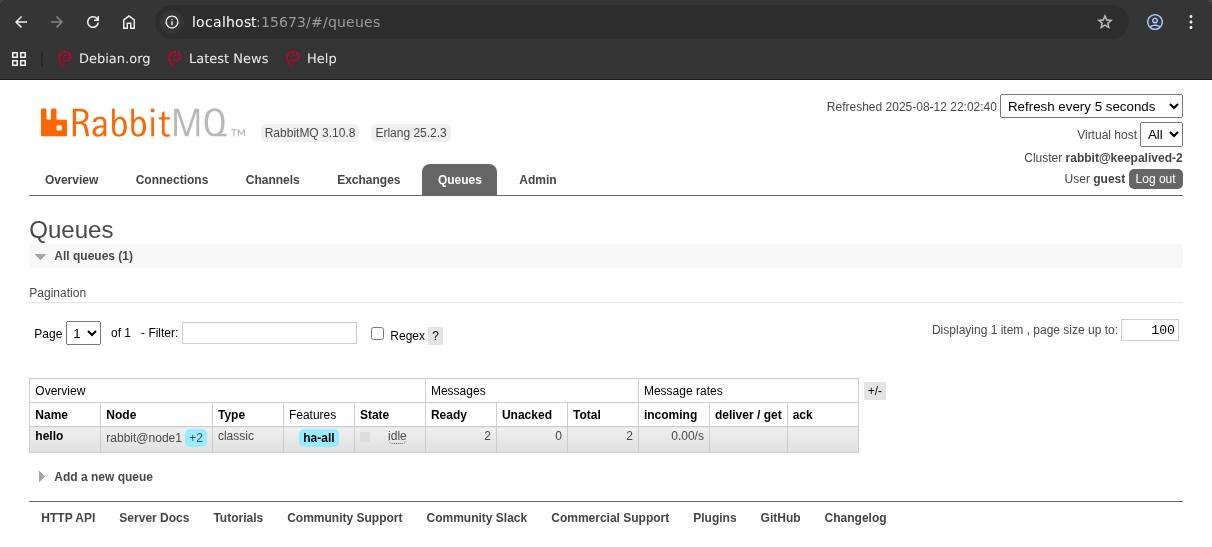 localhost:15673/#/queues
Debian.org Latest News Help
RabbitMQ TM RabbitMQ 3.10.8 Erlang 25.2.3
Refreshed 2025-08-12 22:02:40 Refresh every 5 seconds
Virtual host All
Cluster rabbit@keepalived-2
User guest Log out
Overview Connections Channels Exchanges Queues Admin
Queues
All queues (1)
Pagination
Page 1 of 1 - Filter: Regex ? Displaying 1 item , page size up to: 100
Overview Messages Message rates +/-
Name Node Type Features State Ready Unacked Total incoming deliver / get ack
hello rabbit@node1 +2 classic ha-all idle 2 0 2 0.00/s
Add a new queue
HTTP API Server Docs Tutorials Community Support Community Slack Commercial Support Plugins GitHub Changelog